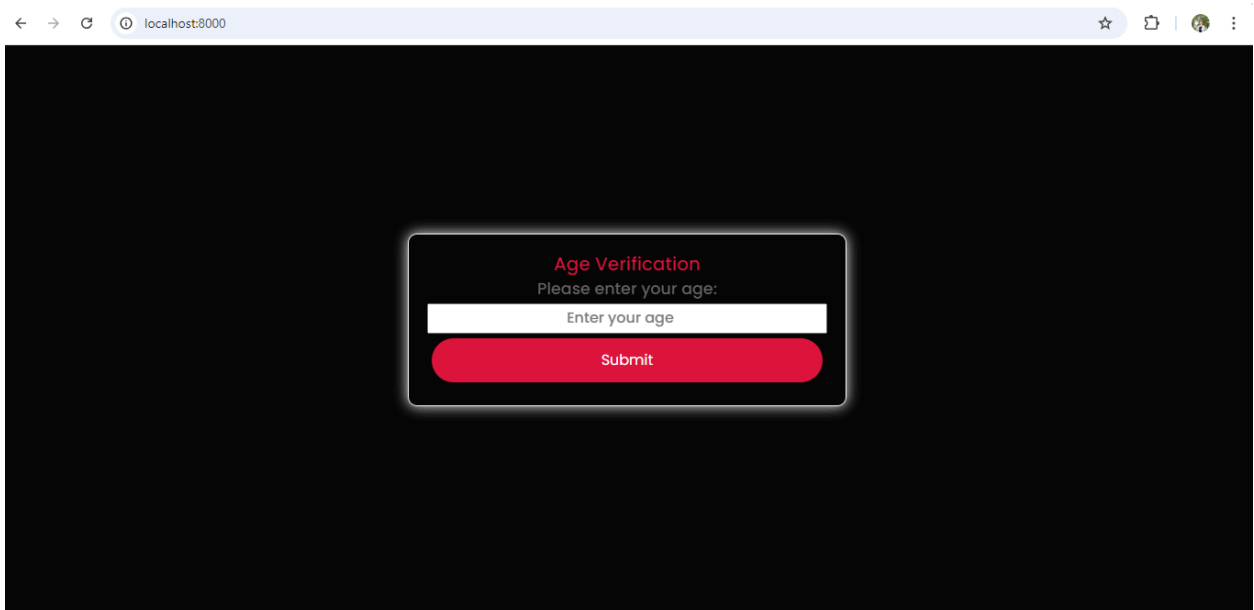 localhost:8000
Age Verification
Please enter your age:
Enter your age
Submit